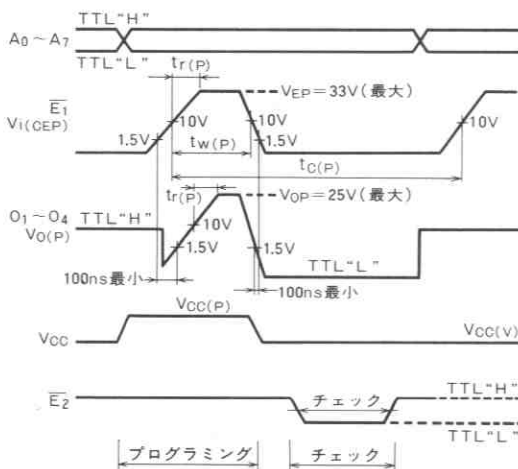 TTL"H"
A0~A7
TTL"L"
tr(P)
VEP=33V(最大)
E1
Vi(CEP)
10V
10V
10V
1.5V
1.5V
tw(P)
tC(P)
tr(P)
VOP=25V(最大)
O1~O4
VO(P)
TTL"H"
10V
1.5V
1.5V
TTL"L"
100ns最小
100ns最小
VCC(P)
VCC
VCC(V)
E2
チェック
TTL"H"
TTL"L"
プログラミング
チェック